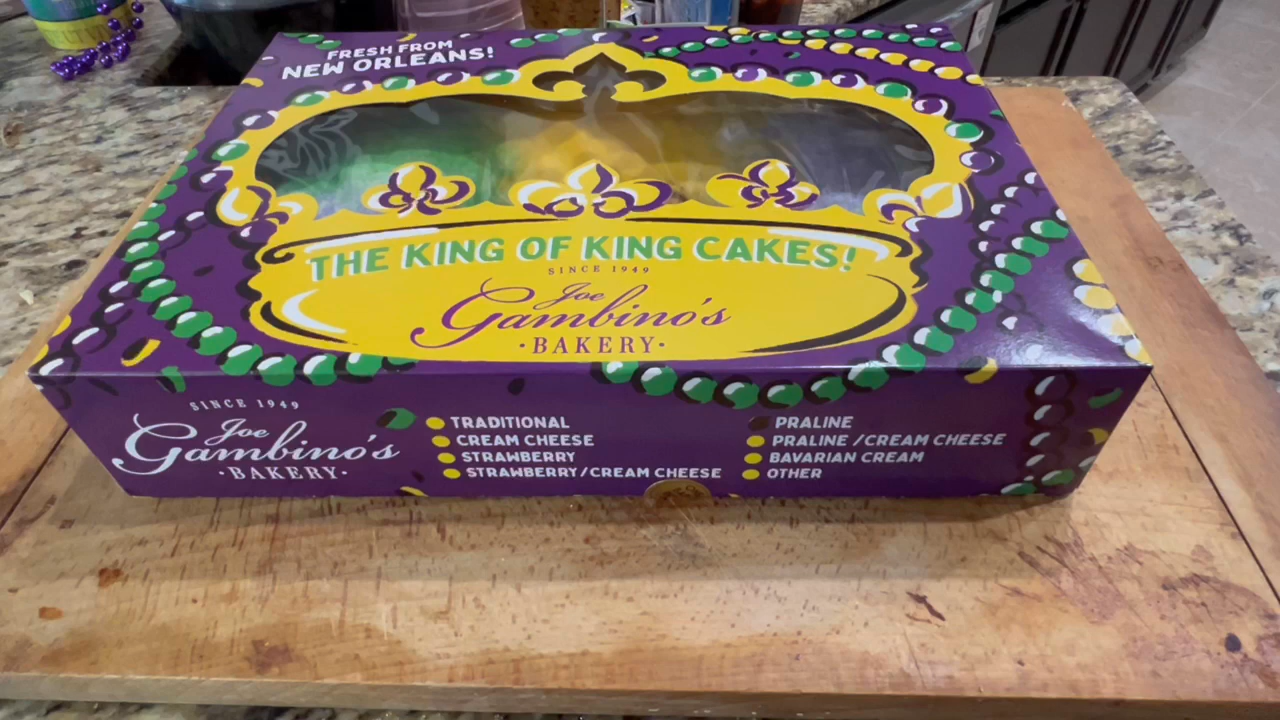 FRESH FROM
NEW ORLEANS!
THE KING OF KING CAKES!
SINCE 1949
Joe
Gambino's
·BAKERY·
SINCE 1949
Joe
Gambino's
·BAKERY·
TRADITIONAL
CREAM CHEESE
STRAWBERRY
STRAWBERRY/CREAM CHEESE
PRALINE
PRALINE /CREAM CHEESE
BAVARIAN CREAM
OTHER